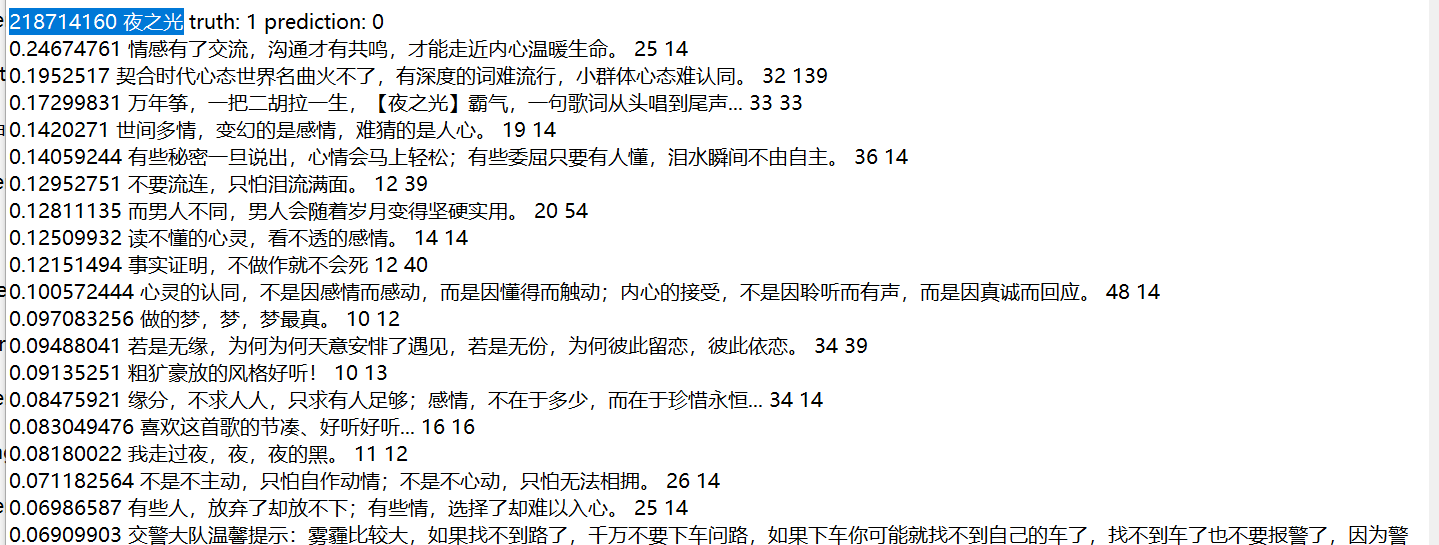 218714160 夜之光 truth: 1 prediction: 0
0.24674761 情感有了交流，沟通才有共鸣，才能走近内心温暖生命。 25 14
0.1952517 契合时代心态世界名曲火不了，有深度的词难流行，小群体心态难认同。 32 139
0.17299831 万年筝，一把二胡拉一生，【夜之光】霸气，一句歌词从头唱到尾声... 33 33
0.1420271 世间多情，变幻的是感情，难猜的是人心。 19 14
0.14059244 有些秘密一旦说出，心情会马上轻松；有些委屈只要有人懂，泪水瞬间不由自主。 36 14
0.12952751 不要流连，只怕泪流满面。 12 39
0.12811135 而男人不同，男人会随着岁月变得坚硬实用。 20 54
0.12509932 读不懂的心灵，看不透的感情。 14 14
0.12151494 事实证明，不做作就不会死 12 40
0.100572444 心灵的认同，不是因感情而感动，而是因懂得而触动；内心的接受，不是因聆听而有声，而是因真诚而回应。 48 14
0.097083256 做的梦，梦，梦最真。 10 12
0.09488041 若是无缘，为何为何天意安悱了遇见，若是无份，为何彼此留恋，彼此依恋。 34 39
0.09135251 粗犷豪放的风格好听！ 10 13
0.08475921 缘分，不求人人，只求有人足够；感情，不在于多少，而在于珍惜永恒... 34 14
0.083049476 喜欢这首歌的节凑、好听好听... 16 16
0.08180022 我走过夜，夜，夜的黑。 11 12
0.071182564 不是不主动，只怕自作动情；不是不心动，只怕无法相拥。 26 14
0.06986587 有些人，放弃了却放不下；有些情，选择了却难以入心。 25 14
0.06909903 交警大队温馨提示：雾霾比较大，如果找不到路了，千万不要下车问路，如果下车你可能就找不到自己的车了，找不到车了也不要报警了，因为警